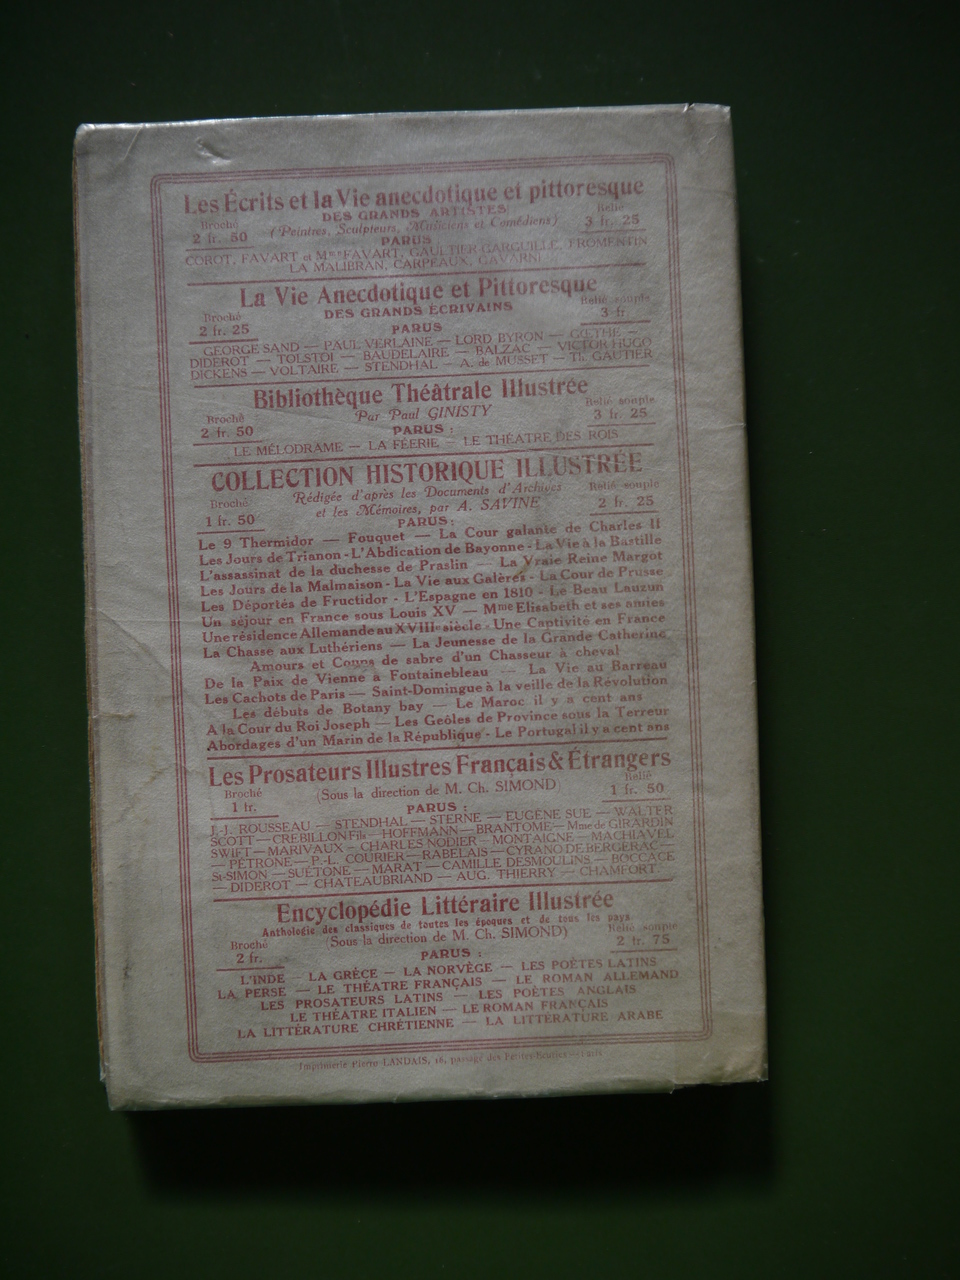 Les Écrits et la Vie anecdotique et pittoresque
DES GRANDS ARTISTES
Broché
2 fr. 50
(Peintres, Sculpteurs, Musiciens et Comédiens)
Relié
3 fr. 25
PARUS
COROT, FAVART et Mme FAVART, GAULTIER-GARGUILLE, FROMENTIN
LA MALIBRAN, CARPEAUX, GAVARNI
La Vie Anecdotique et Pittoresque
DES GRANDS ÉCRIVAINS
Broché
2 fr 25
Relié souple
3 fr.
PARUS
GEORGE SAND — PAUL VERLAINE — LORD BYRON — GŒTHE —
DIDEROT — TOLSTOÏ — BAUDELAIRE — BALZAC — VICTOR HUGO
DICKENS — VOLTAIRE — STENDHAL — A. de MUSSET — Th. GAUTIER
Bibliothèque Théâtrale Illustrée
Par Paul GINISTY
Broché
2 fr. 50
Relié souple
3 fr. 25
PARUS :
LE MÉLODRAME — LA FÉERIE — LE THÉATRE DES ROIS
COLLECTION HISTORIQUE ILLUSTRÉE
Rédigée d'après les Documents d'Archives
et les Mémoires, par A. SAVINE
Broché
1 fr. 50
Relié souple
2 fr. 25
PARUS :
Le 9 Thermidor — Fouquet — La Cour galante de Charles II
Les Jours de Trianon - L'Abdication de Bayonne - La Vie à la Bastille
L'assassinat de la duchesse de Praslin — La Vraie Reine Margot
Les Jours de la Malmaison - La Vie aux Galères - La Cour de Prusse
Les Déportés de Fructidor - L'Espagne en 1810 - Le Beau Lauzun
Un séjour en France sous Louis XV — Mme Elisabeth et ses amies
Une résidence Allemande au XVIIIe siècle - Une Captivité en France
La Chasse aux Luthériens — La Jeunesse de la Grande Catherine
Amours et Coups de sabre d'un Chasseur à cheval
De la Paix de Vienne à Fontainebleau — La Vie au Barreau
Les Cachots de Paris — Saint-Domingue à la veille de la Révolution
Les débuts de Botany bay — Le Maroc il y a cent ans
A la Cour du Roi Joseph — Les Geôles de Province sous la Terreur
Abordages d'un Marin de la République - Le Portugal il y a cent ans
Les Prosateurs Illustres Français & Étrangers
(Sous la direction de M. Ch. SIMOND)
Broché
1 fr.
Relié
1 fr. 50
PARUS :
J.-J. ROUSSEAU — STENDHAL — STERNE — EUGÈNE SUE — WALTER
SCOTT — CRÉBILLON Fils — HOFFMANN — BRANTOME — Mme de GIRARDIN
SWIFT — MARIVAUX — CHARLES NODIER — MONTAIGNE — MACHIAVEL
— PÉTRONE — P.-L. COURIER — RABELAIS — CYRANO DE BERGERAC —
St-SIMON — SUÉTONE — MARAT — CAMILLE DESMOULINS — BOCCACE
— DIDEROT — CHATEAUBRIAND — AUG. THIERRY — CHAMFORT
Encyclopédie Littéraire Illustrée
Anthologie des classiques de toutes les époques et de tous les pays
(Sous la direction de M. Ch. SIMOND)
Broché
2 fr.
Relié souple
2 fr. 75
PARUS :
L'INDE — LA GRÈCE — LA NORVÈGE — LES POÈTES LATINS
LA PERSE — LE THÉATRE FRANÇAIS — LE ROMAN ALLEMAND
LES PROSATEURS LATINS — LES POÈTES ANGLAIS
LE THÉATRE ITALIEN — LE ROMAN FRANÇAIS
LA LITTÉRATURE CHRÉTIENNE — LA LITTÉRATURE ARABE
Imprimerie Pierre LANDAIS, 16, passage des Petites-Écuries — Paris